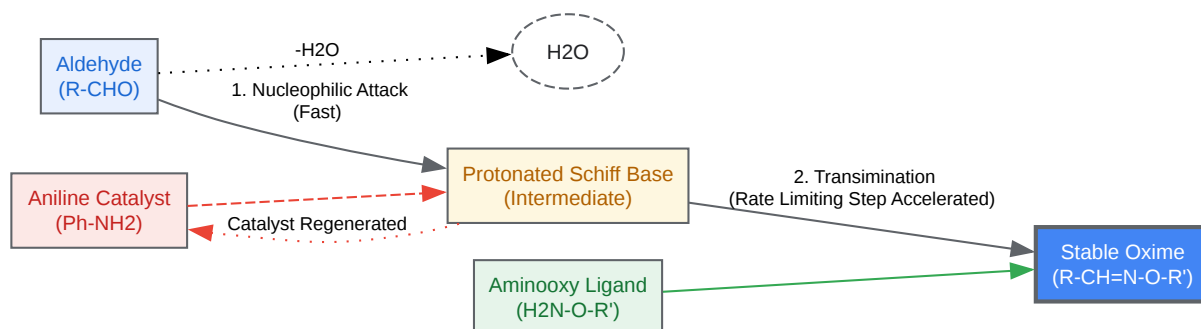 -H2O
H2O
Aldehyde
(R-CHO)
1. Nucleophilic Attack
(Fast)
Aniline Catalyst
(Ph-NH2)
Catalyst Regenerated
Protonated Schiff Base
(Intermediate)
2. Transimination
(Rate Limiting Step Accelerated)
Aminooxy Ligand
(H2N-O-R')
Stable Oxime
(R-CH=N-O-R')